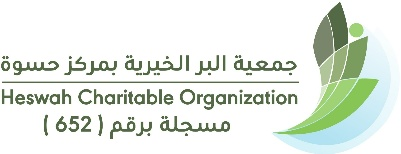 جمعية البر الخيرية بمركز حسوة
Heswah Charitable Organization
مسجلة برقم ( 652 )